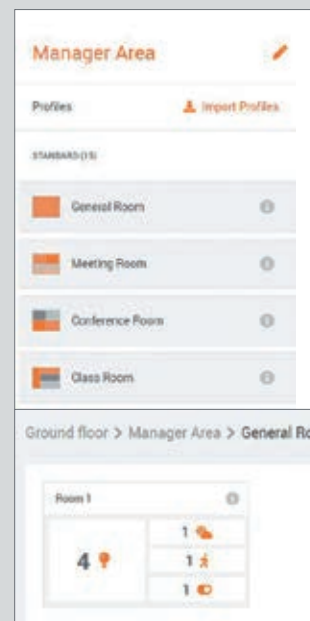 Manager Area
Profiles Import Profiles
STANDARD (15)
General Room
Meeting Room
Conference Room
Class Room
Ground floor > Manager Area > General Ro
Room 1
4
1
1
1